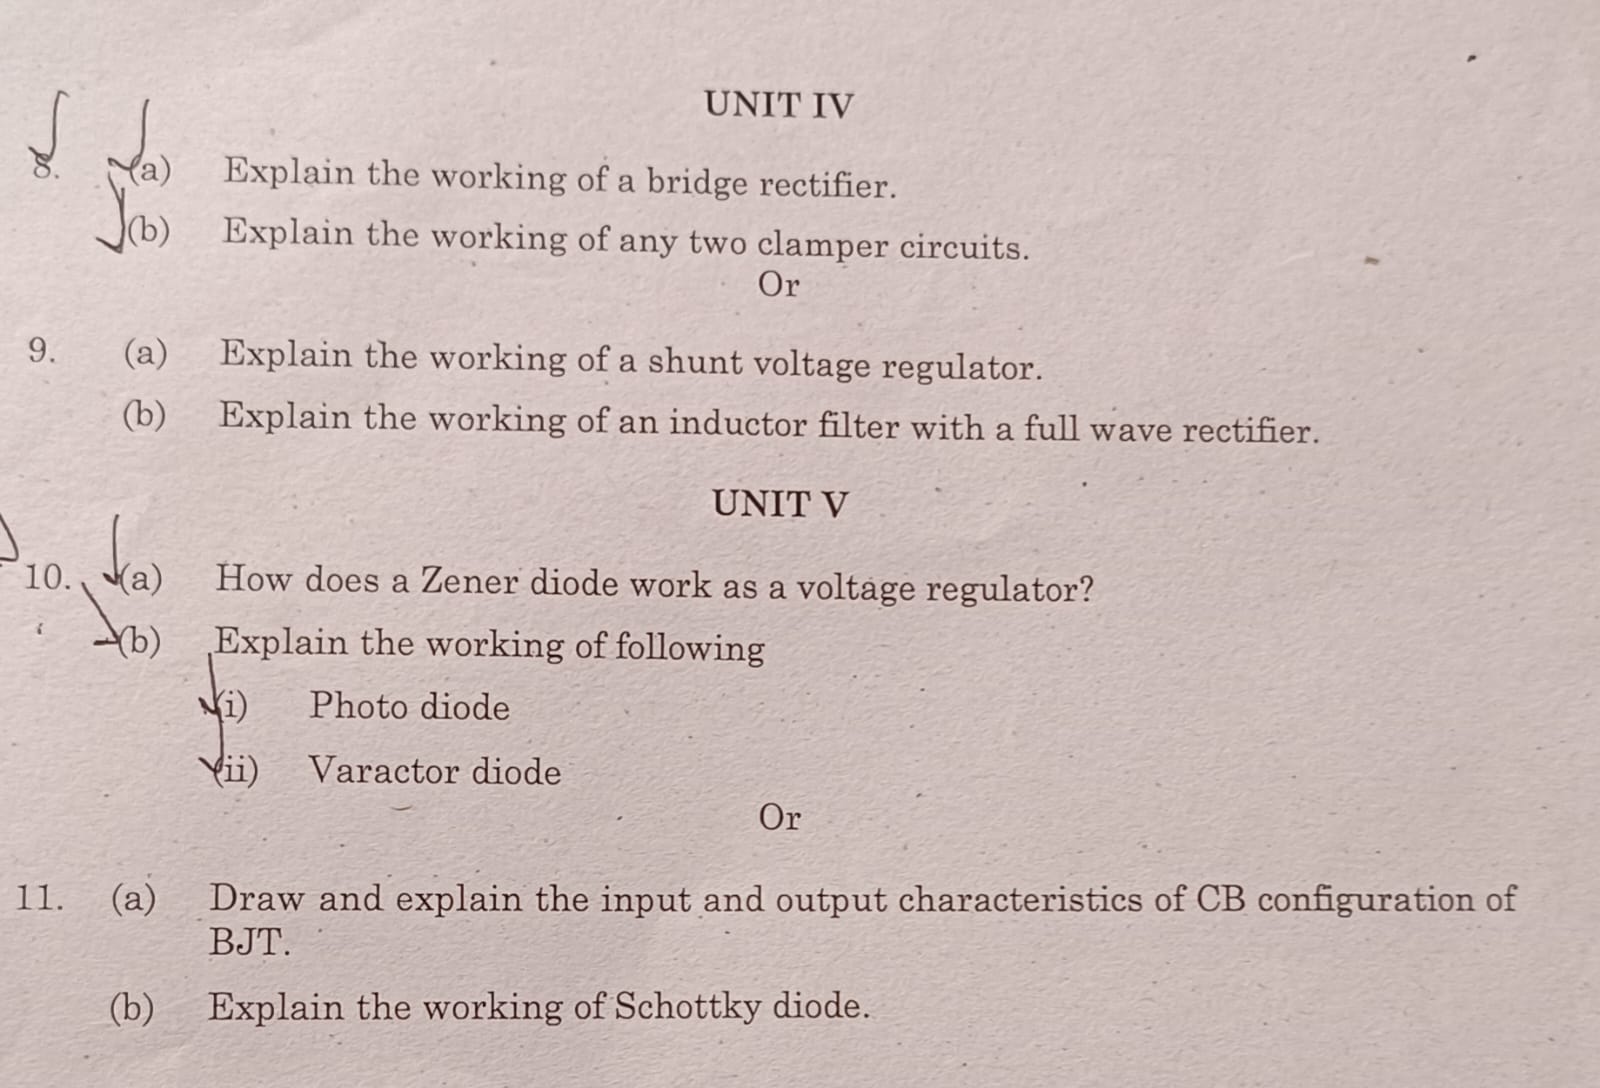 UNIT IV
8. (a) Explain the working of a bridge rectifier.
(b) Explain the working of any two clamper circuits.
Or
9. (a) Explain the working of a shunt voltage regulator.
(b) Explain the working of an inductor filter with a full wave rectifier.
UNIT V
10. (a) How does a Zener diode work as a voltage regulator?
(b) Explain the working of following
(i) Photo diode
(ii) Varactor diode
Or
11. (a) Draw and explain the input and output characteristics of CB configuration of
BJT.
(b) Explain the working of Schottky diode.